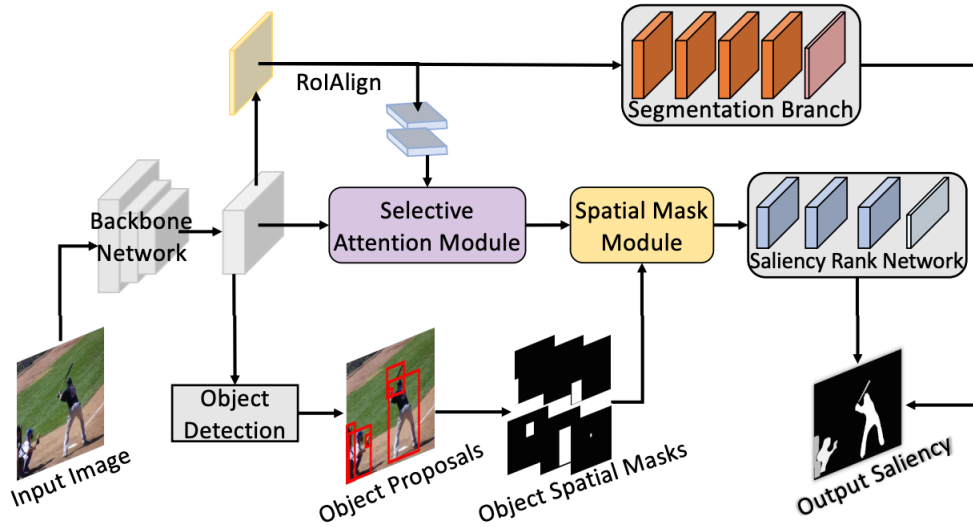 RoIAlign
Segmentation Branch
Backbone
Network
Selective
Attention Module
Spatial Mask
Module
Saliency Rank Network
Object
Detection
Input Image
Object Proposals
Object Spatial Masks
Output Saliency